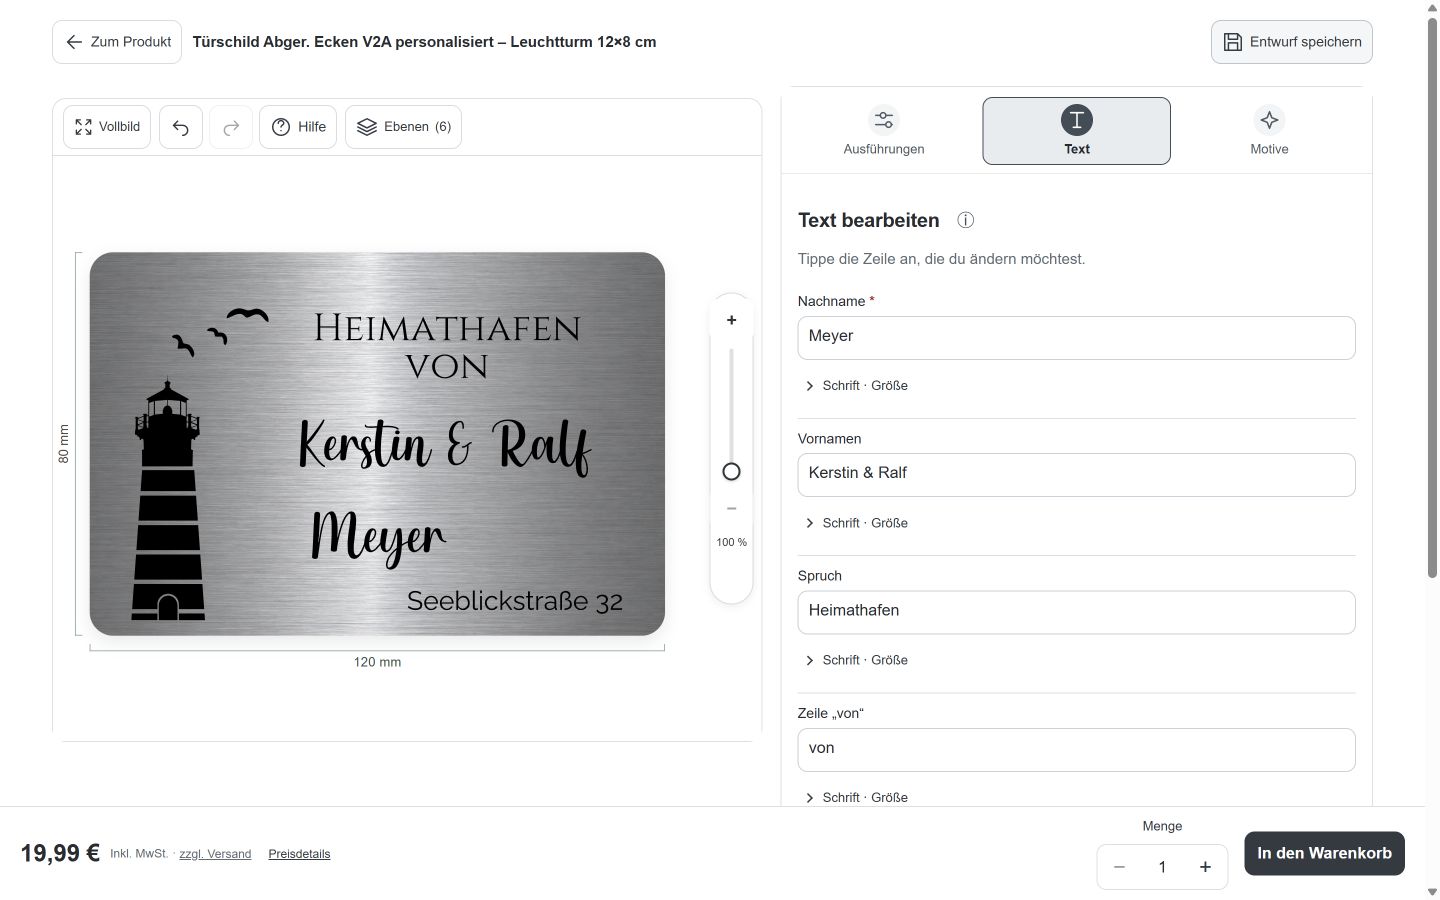 Zum Produkt
Türschild Abger. Ecken V2A personalisiert – Leuchtturm 12×8 cm
Entwurf speichern
Vollbild
Hilfe
Ebenen (6)
Ausführungen
Text
Motive
80 mm
Heimathafen
von
Kerstin & Ralf
Meyer
Seeblickstraße 32
120 mm
+
−
100 %
Text bearbeiten
Tippe die Zeile an, die du ändern möchtest.
Nachname *
Meyer
Schrift · Größe
Vornamen
Kerstin & Ralf
Schrift · Größe
Spruch
Heimathafen
Schrift · Größe
Zeile „von“
von
Schrift · Größe
19,99 € Inkl. MwSt. · zzgl. Versand Preisdetails
Menge
− 1 +
In den Warenkorb